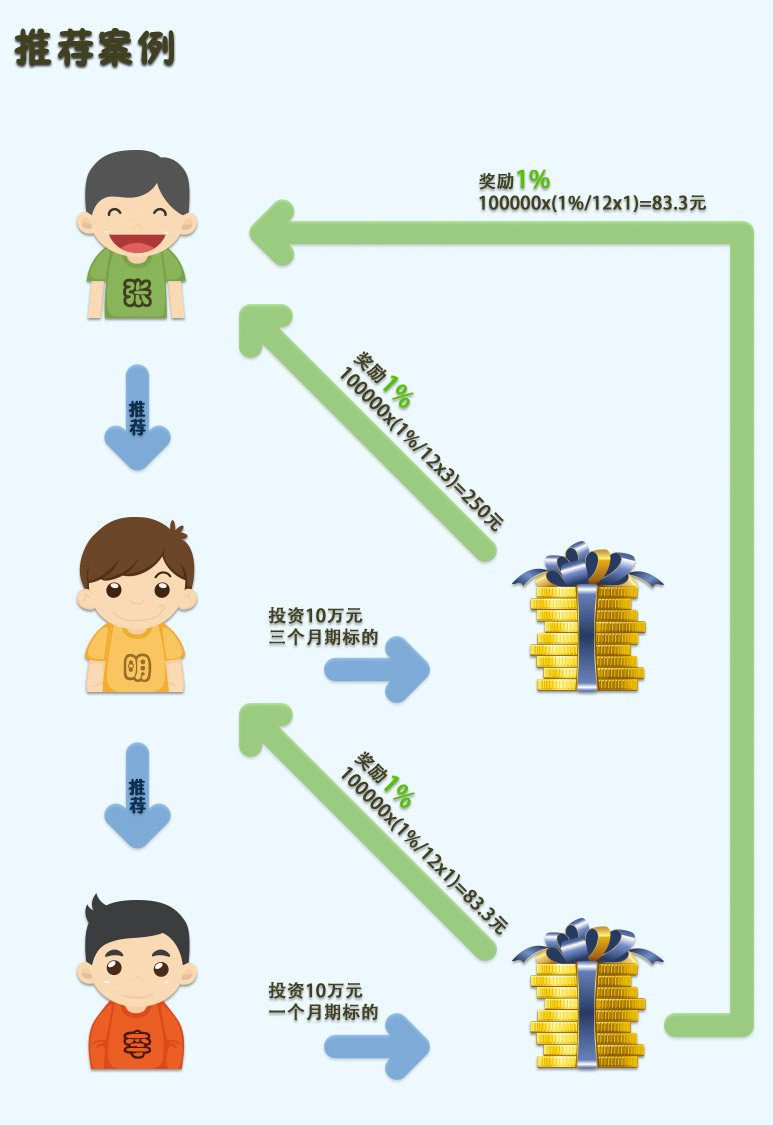 推荐案例
奖励1%
100000x(1%/12x1)=83.3元
张
奖励1%
100000x(1%/12x3)=250元
推荐
投资10万元
三个月期标的
明
奖励1%
100000x(1%/12x1)=83.3元
推荐
投资10万元
一个月期标的